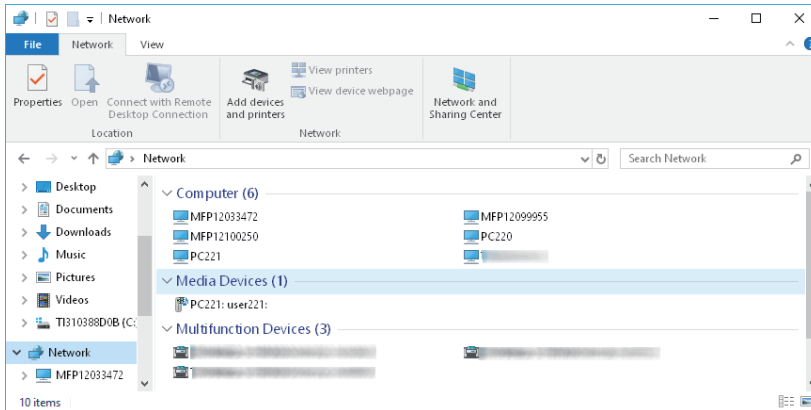 Network
File Network View
Properties Open Connect with Remote Desktop Connection Add devices and printers View printers View device webpage Network and Sharing Center
Location Network
Network Search Network
Desktop
Documents
Downloads
Music
Pictures
Videos
TI310388D0B (C:
Network
MFP12033472
Computer (6)
MFP12033472 MFP12099955
MFP12100250 PC220
PC221
Media Devices (1)
PC221: user221:
Multifunction Devices (3)
10 items